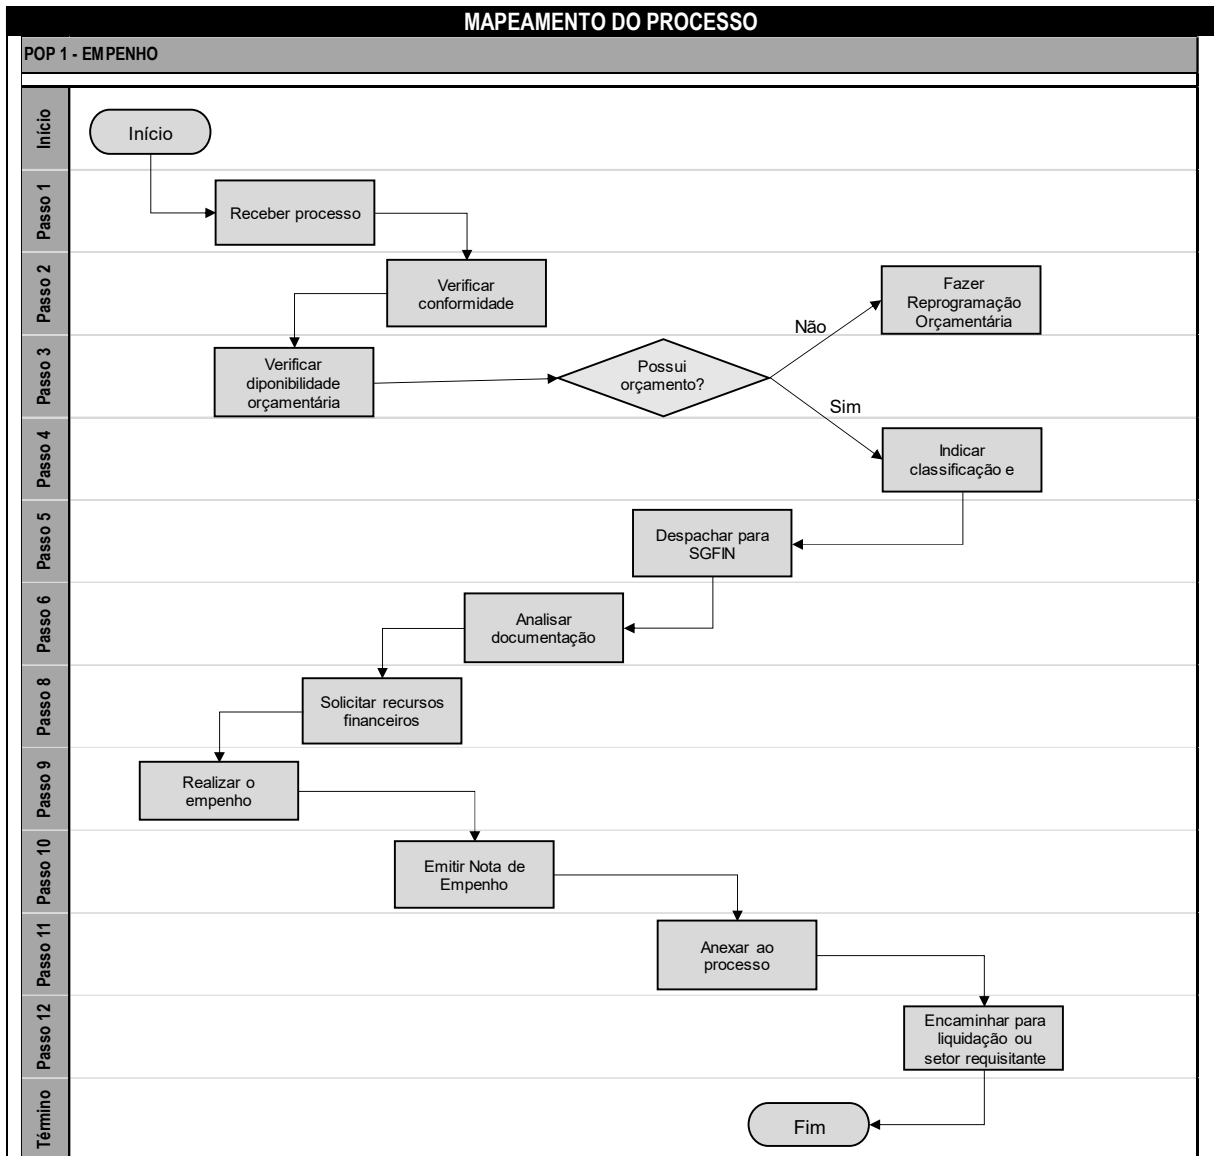 MAPEAMENTO DO PROCESSO
POP 1 - EMPENHO
Início
Início
Passo 1
Receber processo
Passo 2
Verificar
conformidade
Fazer
Reprogramação
Orçamentária
Não
Passo 3
Verificar
diponibilidade
orçamentária
Possui
orçamento?
Sim
Passo 4
Indicar
classificação e
Passo 5
Despachar para
SGFIN
Passo 6
Analisar
documentação
Passo 8
Solicitar recursos
financeiros
Passo 9
Realizar o
empenho
Passo 10
Emitir Nota de
Empenho
Passo 11
Anexar ao
processo
Passo 12
Encaminhar para
liquidação ou
setor requisitante
Término
Fim